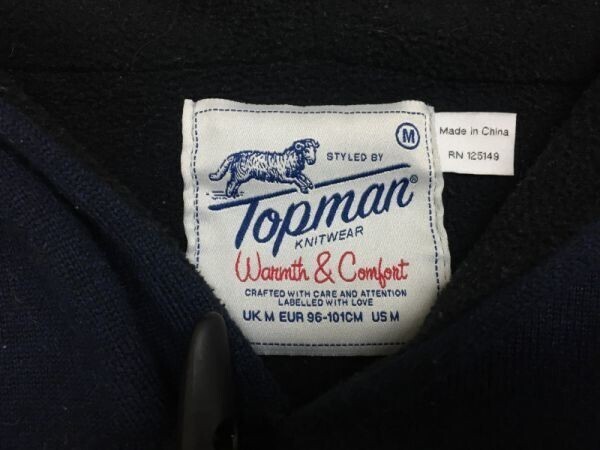 M
STYLED BY
Topman®
KNITWEAR
Warmth & Comfort
CRAFTED WITH CARE AND ATTENTION
LABELLED WITH LOVE
UK M EUR 96-101CM US M
Made in China
RN 125149